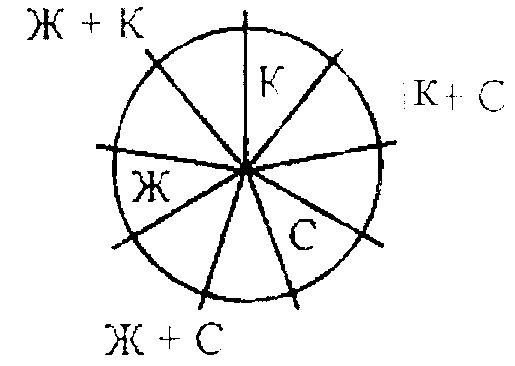 Ж + К
К
К + С
Ж
С
Ж + С